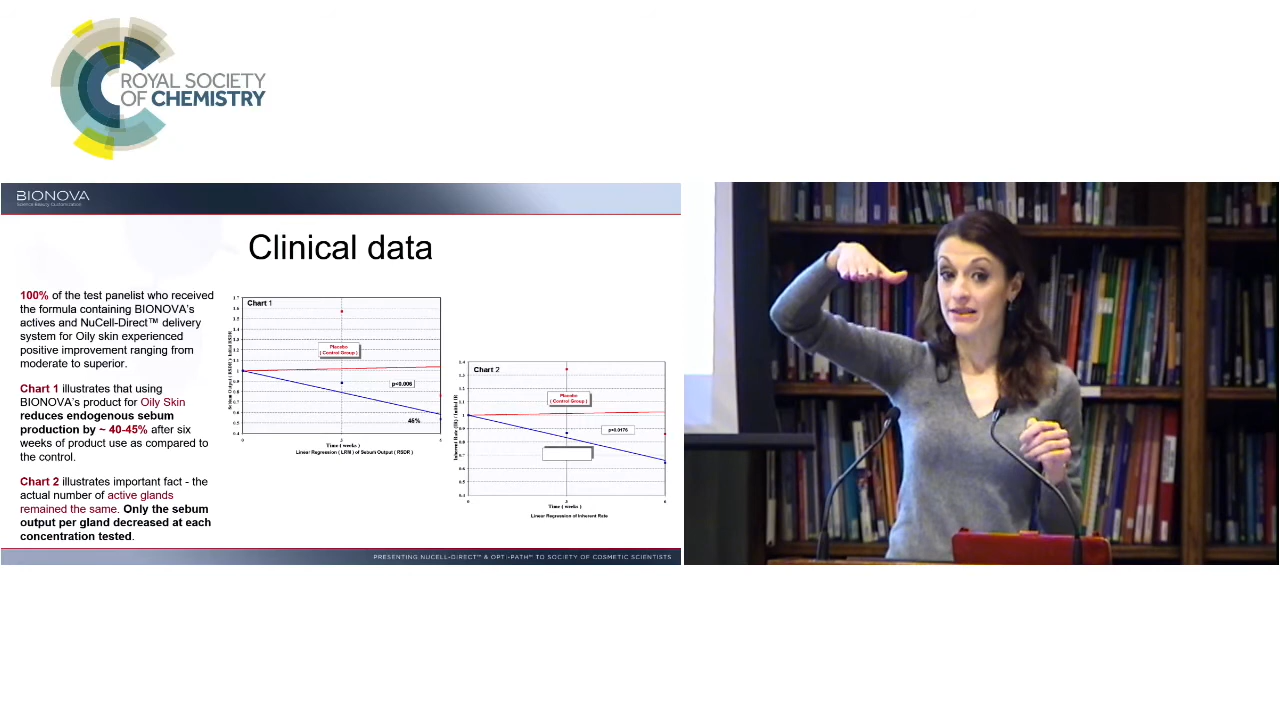 ROYAL SOCIETY
OF CHEMISTRY
BIONOVA
Clinical data
100% of the test panelist who received
the formula containing BIONOVA's
actives and NuCell-Direct™ delivery
system for Oily skin experienced
positive improvement ranging from
moderate to superior.
Chart 1 illustrates that using
BIONOVA's product for Oily Skin
reduces endogenous sebum
production by ~ 40-45% after six
weeks of product use as compared to
the control.
Chart 2 illustrates important fact - the
actual number of active glands
remained the same. Only the sebum
output per gland decreased at each
concentration tested.
Chart 1
Placebo
( Control Group )
p<0.006
45%
Time ( weeks )
Linear Regression ( LRM ) of Sebum Output ( RSDR )
Chart 2
Placebo
( Control Group )
p<0.0176
Time ( weeks )
Linear Regression of Inherent Rate
PRESENTING NUCELL-DIRECT™ & OPTI-PATH™ TO SOCIETY OF COSMETIC SCIENTISTS